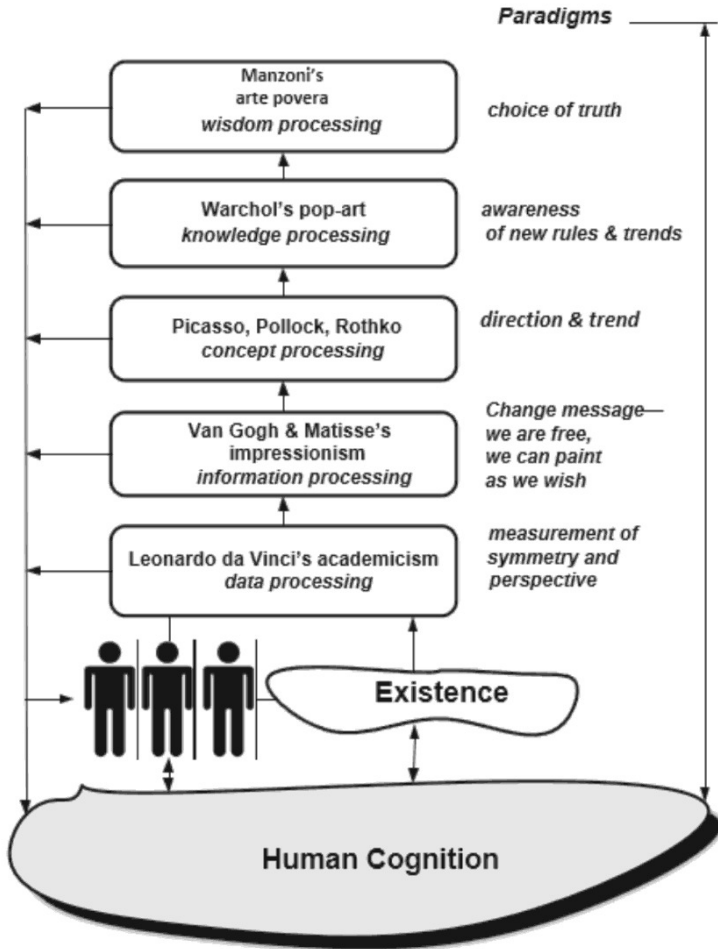 Paradigms
Manzoni's
arte povera
wisdom processing
choice of truth
Warchol's pop-art
knowledge processing
awareness
of new rules & trends
Picasso, Pollock, Rothko
concept processing
direction & trend
Van Gogh & Matisse's
impressionism
information processing
Change message—
we are free,
we can paint
as we wish
Leonardo da Vinci's academicism
data processing
measurement of
symmetry and
perspective
Existence
Human Cognition